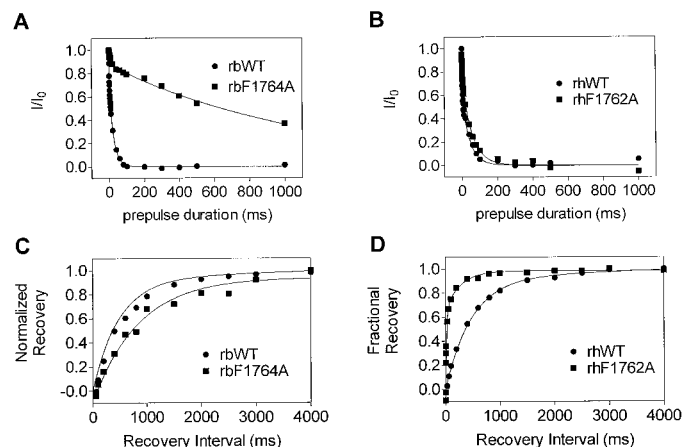 A
I/I0
1.0
0.8
0.6
0.4
0.2
0.0
0 200 400 600 800 1000
prepulse duration (ms)
rbWT
rbF1764A
B
I/I0
1.0
0.8
0.6
0.4
0.2
0.0
0 500 1000
prepulse duration (ms)
rhWT
rhF1762A
C
Normalized
Recovery
1.0
0.8
0.6
0.4
0.2
-0.0
0 1000 2000 3000 4000
Recovery Interval (ms)
rbWT
rbF1764A
D
Fractional
Recovery
1.0
0.8
0.6
0.4
0.2
0.0
0 1000 2000 3000 4000
Recovery Interval (ms)
rhWT
rhF1762A